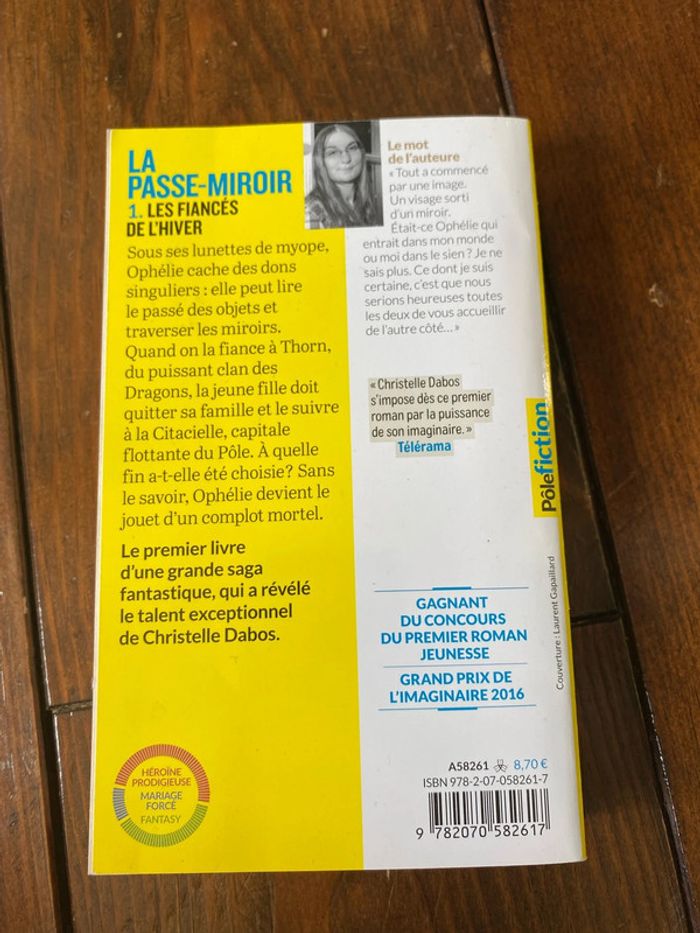 LA
PASSE-MIROIR
1. LES FIANCÉS
DE L'HIVER
Sous ses lunettes de myope,
Ophélie cache des dons
singuliers : elle peut lire
le passé des objets et
traverser les miroirs.
Quand on la fiance à Thorn,
du puissant clan des
Dragons, la jeune fille doit
quitter sa famille et le suivre
à la Citacielle, capitale
flottante du Pôle. À quelle
fin a-t-elle été choisie ? Sans
le savoir, Ophélie devient le
jouet d'un complot mortel.
Le premier livre
d'une grande saga
fantastique, qui a révélé
le talent exceptionnel
de Christelle Dabos.
HÉROÏNE
PRODIGIEUSE
MARIAGE
FORCÉ
FANTASY
Le mot
de l'auteure
« Tout a commencé
par une image.
Un visage sorti
d'un miroir.
Était-ce Ophélie qui
entrait dans mon monde
ou moi dans le sien ? Je ne
sais plus. Ce dont je suis
certaine, c'est que nous
serions heureuses toutes
les deux de vous accueillir
de l'autre côté... »
« Christelle Dabos
s'impose dès ce premier
roman par la puissance
de son imaginaire. »
Télérama
GAGNANT
DU CONCOURS
DU PREMIER ROMAN
JEUNESSE
GRAND PRIX DE
L'IMAGINAIRE 2016
A58261 8,70 €
ISBN 978-2-07-058261-7
9 782070 582617
Pôlefiction
Couverture : Laurent Gapaillard